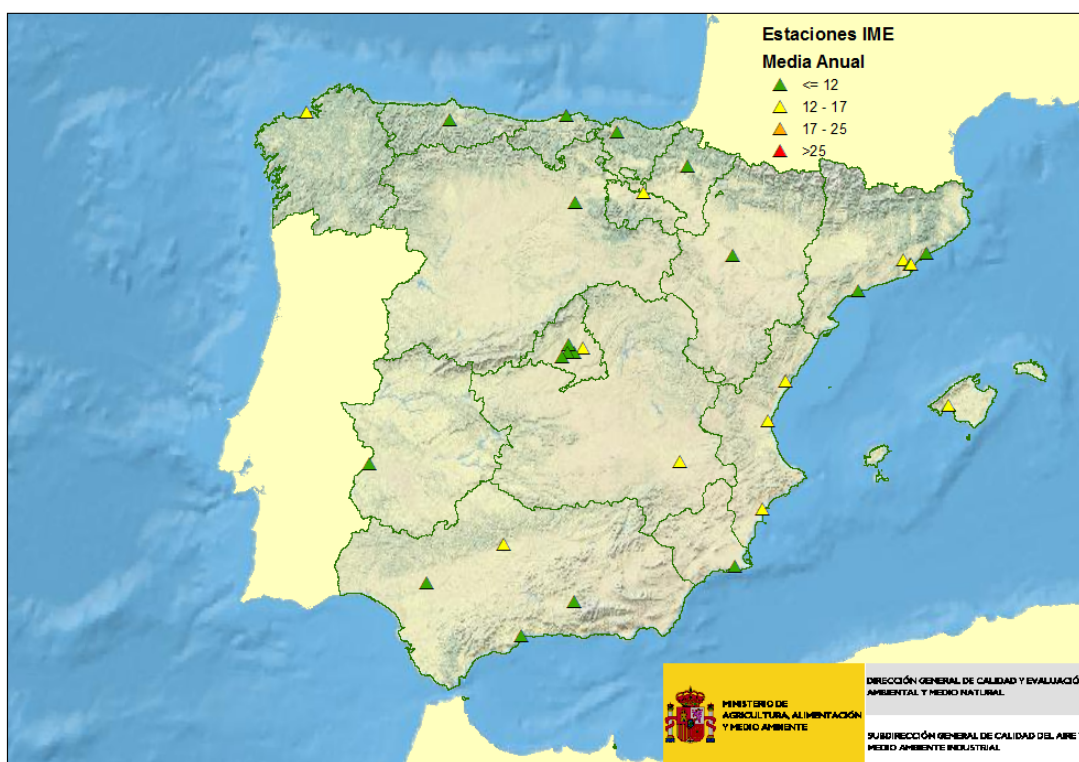 Estaciones IME
Media Anual
<= 12
12 - 17
17 - 25
>25
MINISTERIO DE
AGRICULTURA, ALIMENTACIÓN
Y MEDIO AMBIENTE
DIRECCIÓN GENERAL DE CALIDAD Y EVALUACIÓ
AMBIENTAL Y MEDIO NATURAL
SUBDIRECCIÓN GENERAL DE CALIDAD DEL AIRE Y
MEDIO AMBIENTE INDUSTRIAL